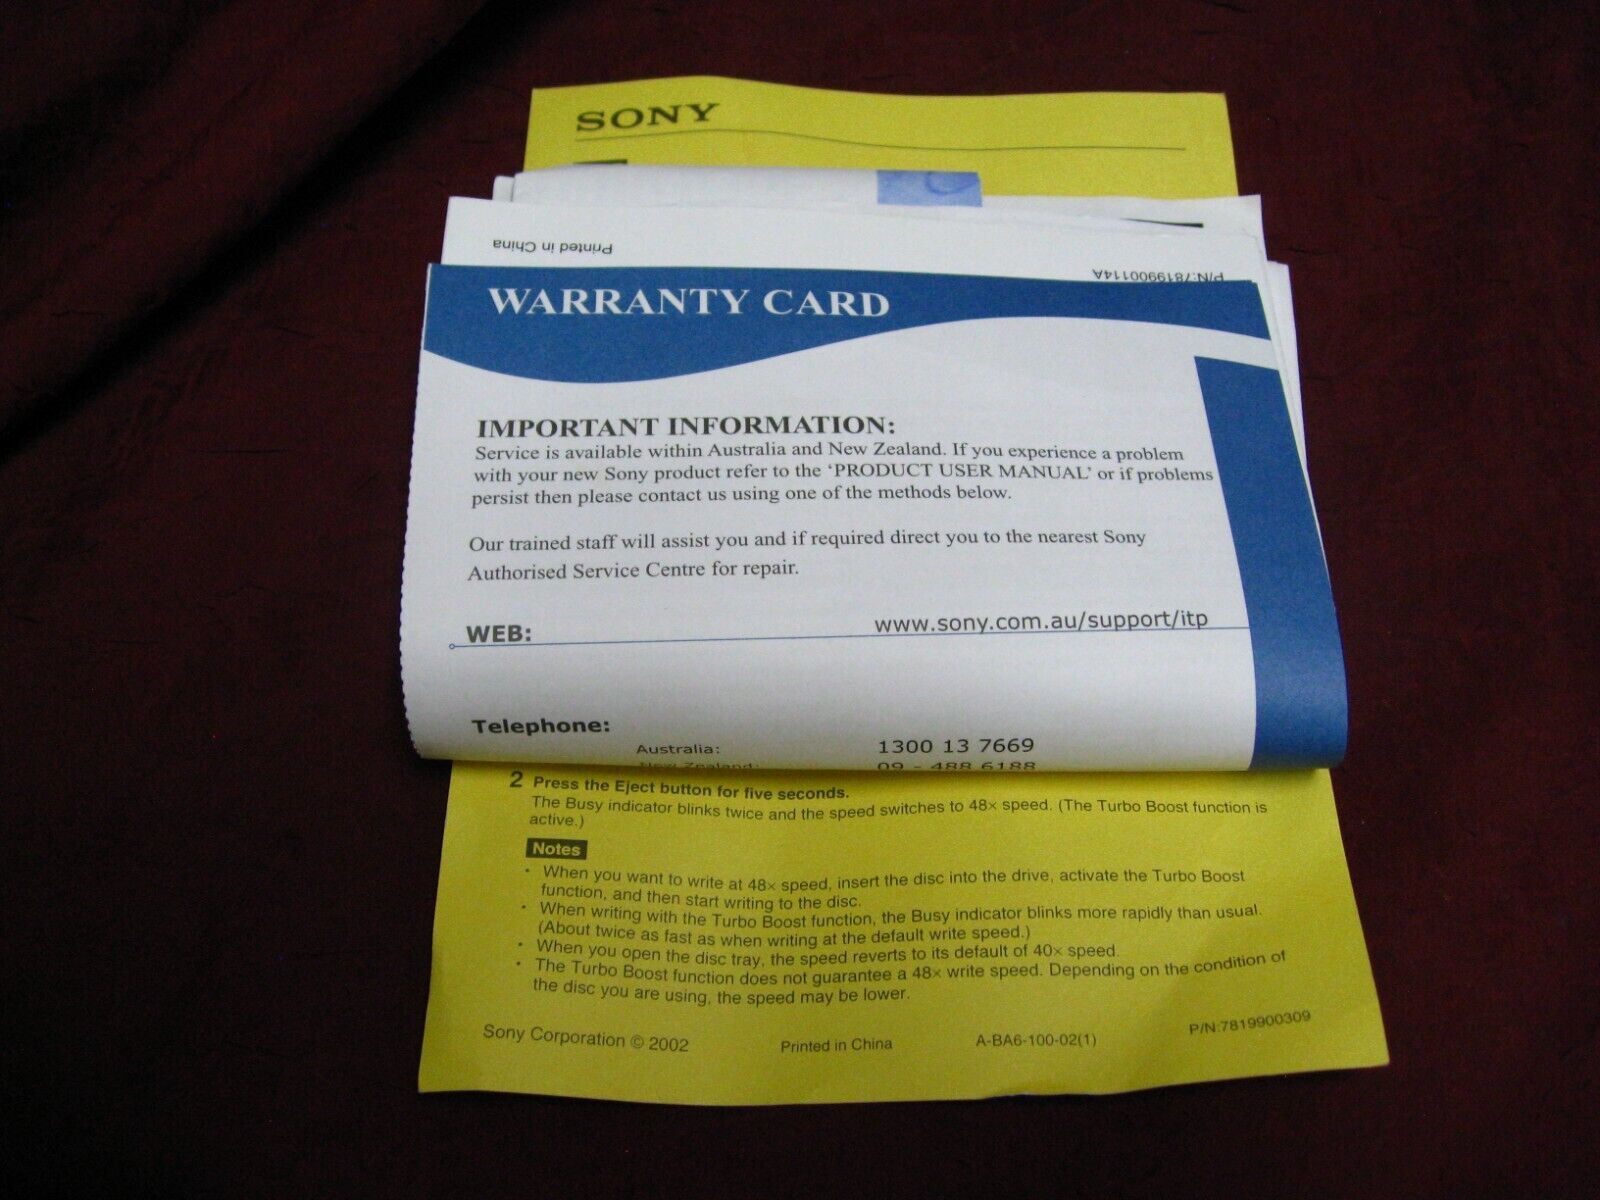 SONY
Printed in China
P/N:7819900114A
WARRANTY CARD
IMPORTANT INFORMATION:
Service is available within Australia and New Zealand. If you experience a problem
with your new Sony product refer to the ‘PRODUCT USER MANUAL’ or if problems
persist then please contact us using one of the methods below.
Our trained staff will assist you and if required direct you to the nearest Sony
Authorised Service Centre for repair.
WEB: www.sony.com.au/support/itp
Telephone:
Australia: 1300 13 7669
New Zealand: 09 - 488 6188
2 Press the Eject button for five seconds.
The Busy indicator blinks twice and the speed switches to 48× speed. (The Turbo Boost function is
active.)
Notes
• When you want to write at 48× speed, insert the disc into the drive, activate the Turbo Boost
function, and then start writing to the disc.
• When writing with the Turbo Boost function, the Busy indicator blinks more rapidly than usual.
(About twice as fast as when writing at the default write speed.)
• When you open the disc tray, the speed reverts to its default of 40× speed.
• The Turbo Boost function does not guarantee a 48× write speed. Depending on the condition of
the disc you are using, the speed may be lower.
Sony Corporation © 2002 Printed in China A-BA6-100-02(1) P/N:7819900309